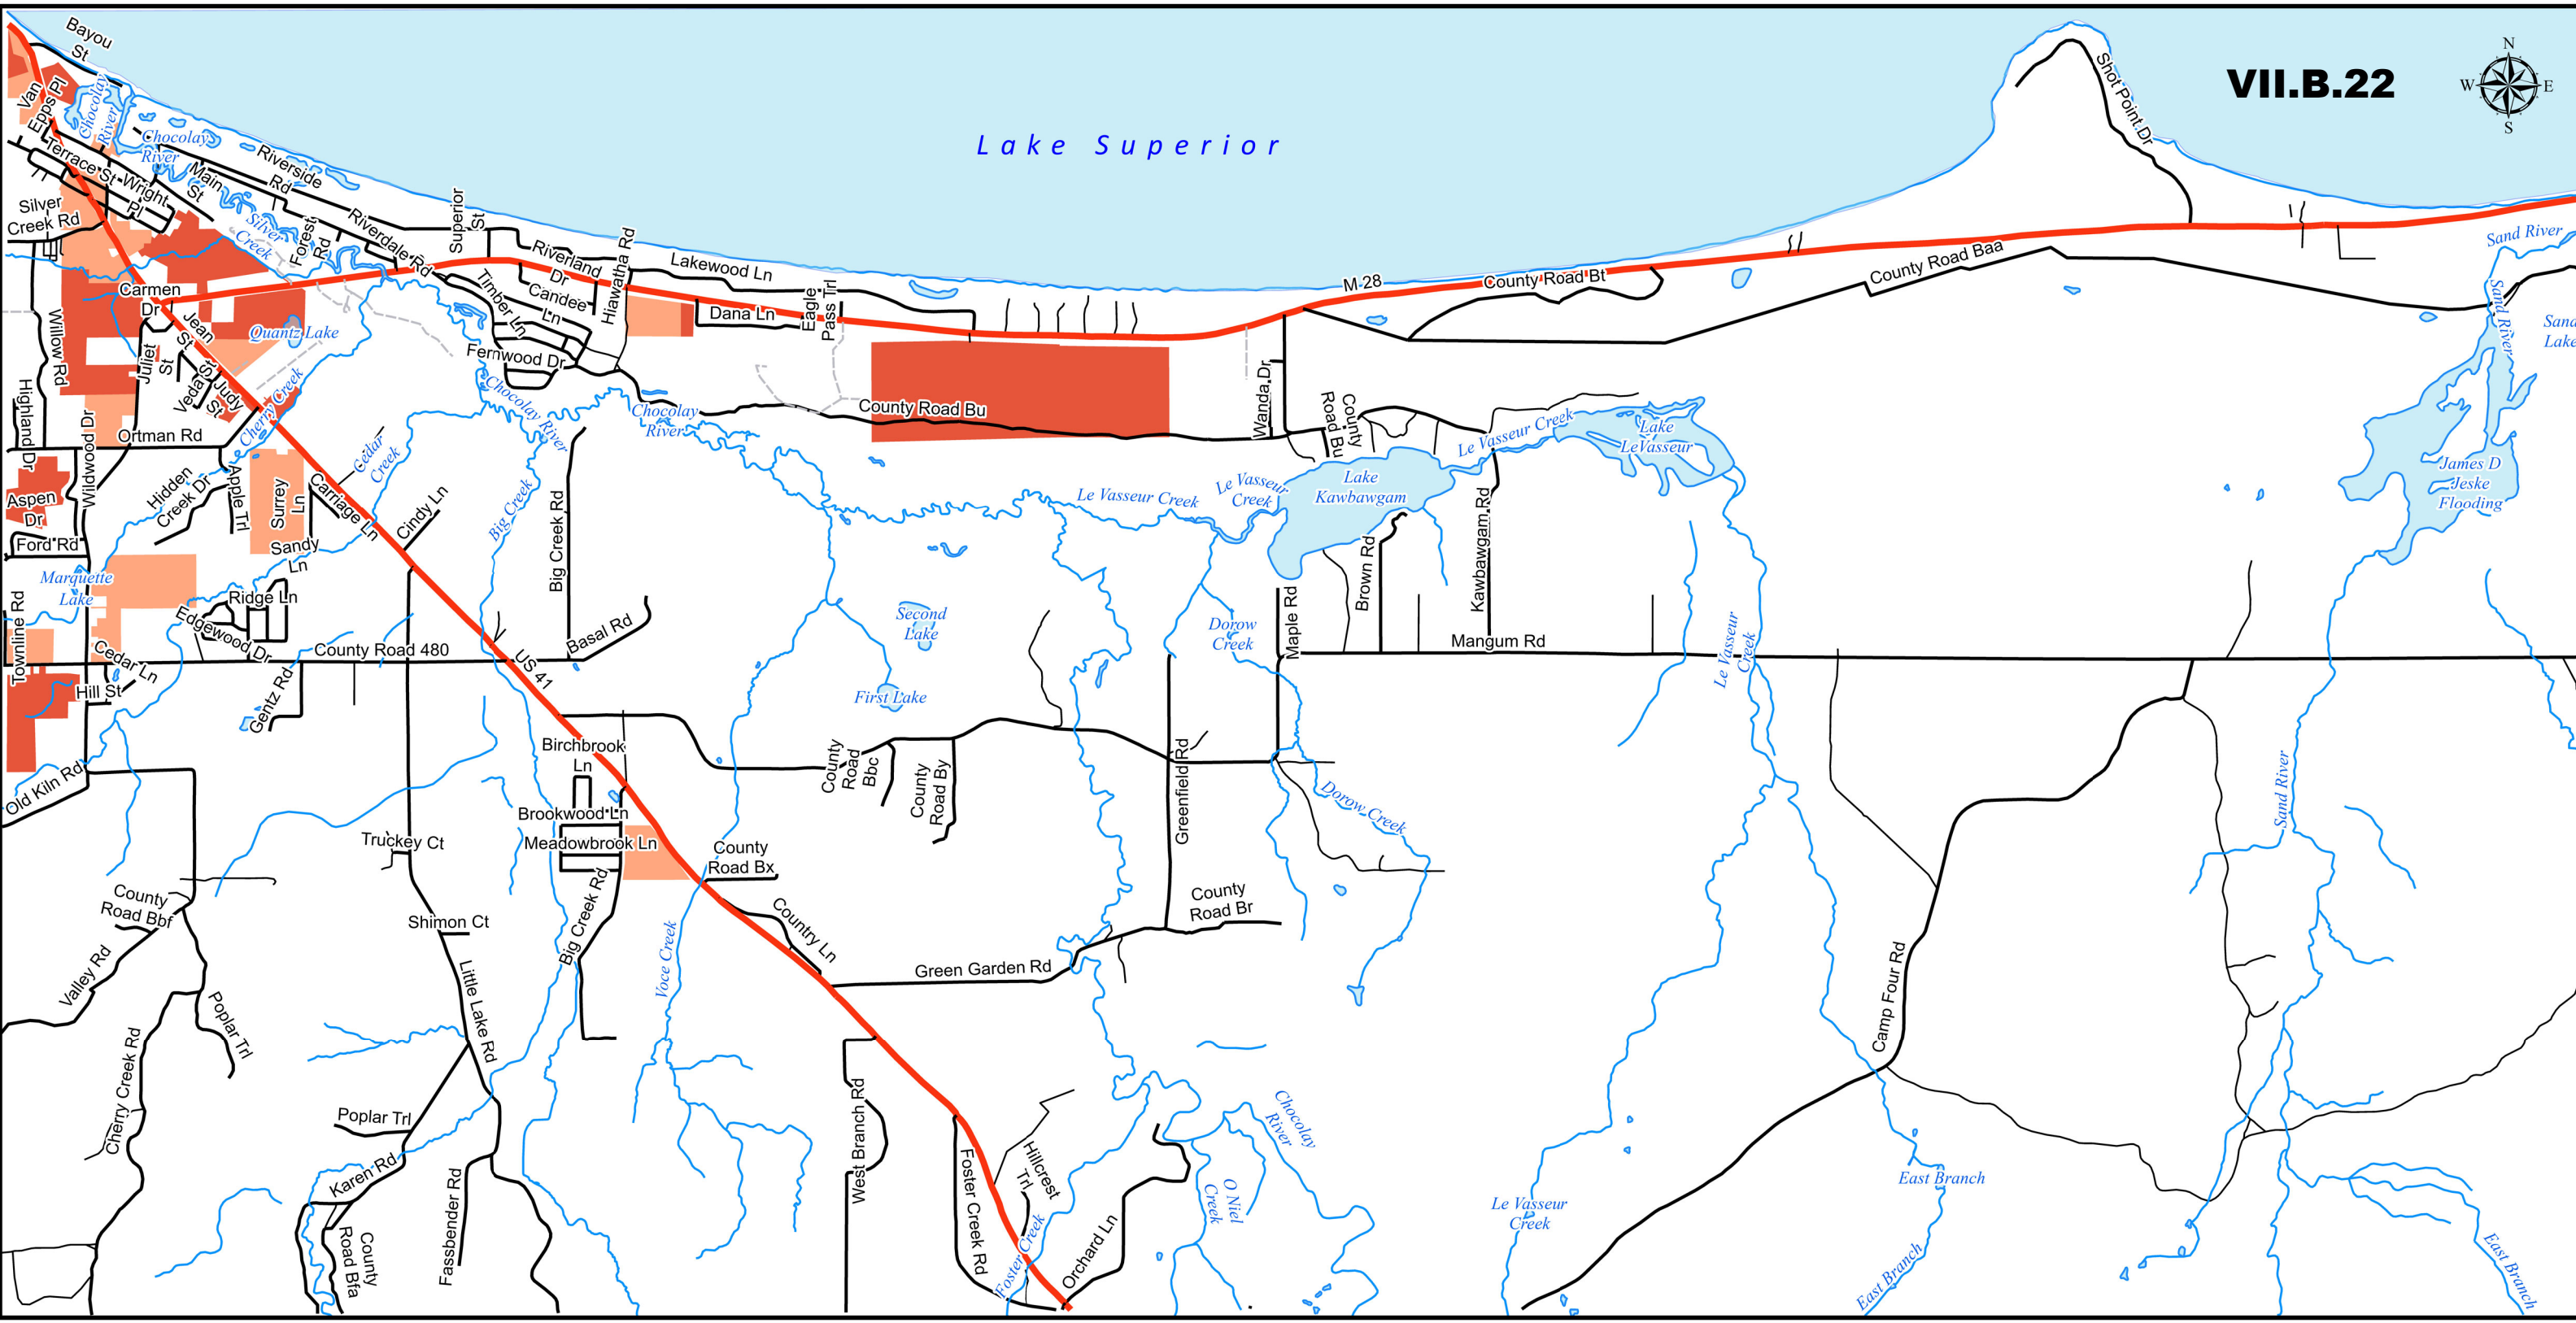 Bayou
St
VII.B.22
N
W
E
S
Shot Point Dr
Van
Epps Pl
Chocolay
River
Lake Superior
Chocolay
River
Riverside
Rd
Terrace St
Wright
Pl
Main
St
Silver
Creek Rd
Silver
Creek
Forest
Rd
Riverdale Rd
Superior
St
Riverland
Dr
Hiawatha Rd
Lakewood Ln
Sand River
County Road Baa
M 28
County Road Bt
Carmen
Dr
Timber Ln
Candee
Ln
Eagle
Pass Trl
Dana Ln
Sand River
Sand
Lake
Willow Rd
Jean
St
Quantz Lake
Juliet
St
Veda St
Judy
St
Fernwood Dr
Highland Dr
Cherry Creek
Chocolay River
Chocolay
River
County Road Bu
Wanda Dr
County
Road Bu
Le Vasseur Creek
Lake
LeVasseur
Wildwood Dr
Ortman Rd
Cedar
Creek
James D
Jeske
Flooding
Aspen
Dr
Hidden
Creek Dr
Apple Trl
Surrey
Ln
Carriage Ln
Cindy Ln
Big Creek
Big Creek Rd
Le Vasseur Creek
Le Vasseur
Creek
Lake
Kawbawgam
Ford Rd
Sandy
Ln
Brown Rd
Kawbawgam Rd
Marquette
Lake
Townline Rd
Ridge Ln
Edgewood Dr
County Road 480
Basal Rd
Second
Lake
Dorow
Creek
Maple Rd
Mangum Rd
Le Vasseur
Creek
Cedar Ln
Hill St
Gentz Rd
US 41
First Lake
Old Kiln Rd
Birchbrook
Ln
County
Road
Bbc
County
Road By
Greenfield Rd
Dorow Creek
Sand River
Brookwood Ln
Truckey Ct
Meadowbrook Ln
County
Road Bx
County
Road Bbf
County
Road Br
Shimon Ct
Big Creek Rd
Voce Creek
Country Ln
Valley Rd
Green Garden Rd
Little Lake Rd
Camp Four Rd
Poplar Trl
Cherry Creek Rd
Poplar Trl
West Branch Rd
Chocolay
River
Karen Rd
Hillcrest
Trl
Foster Creek Rd
O Niel
Creek
East Branch
Le Vasseur
Creek
Fassbender Rd
County
Road Bfa
Foster Creek
Orchard Ln
East Branch
East Branch